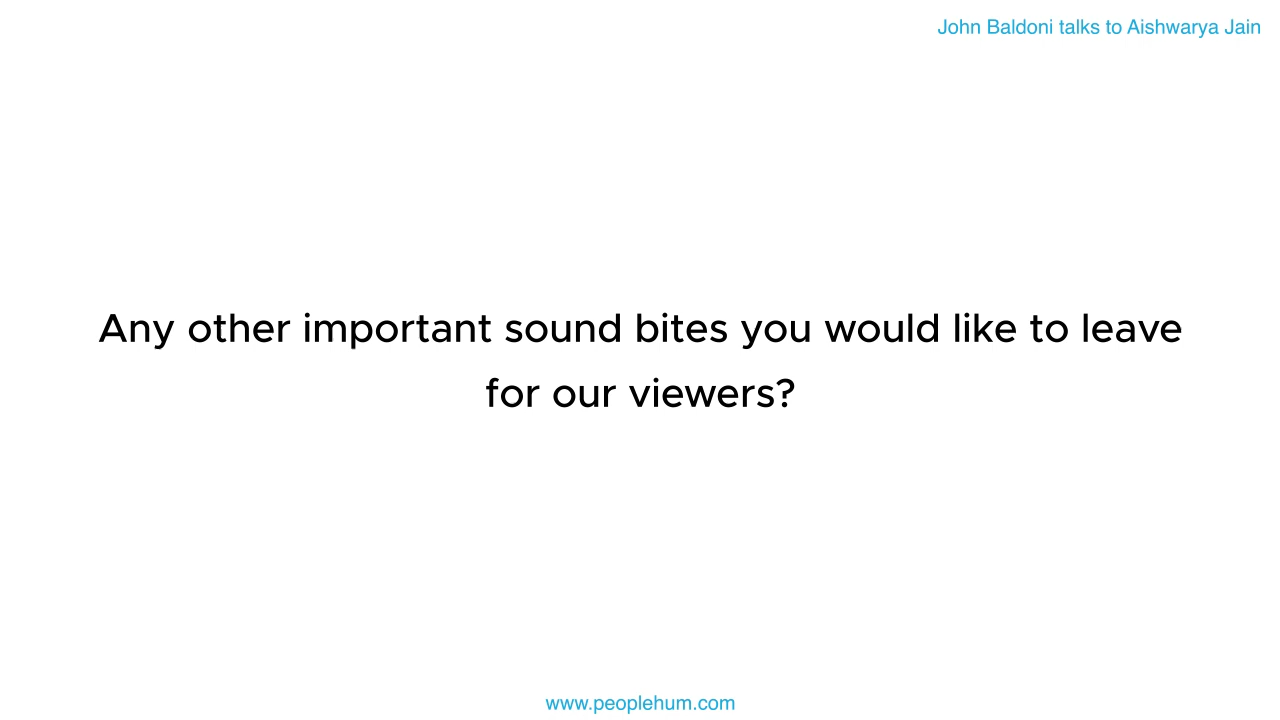 John Baldoni talks to Aishwarya Jain
Any other important sound bites you would like to leave
for our viewers?
www.peoplehum.com